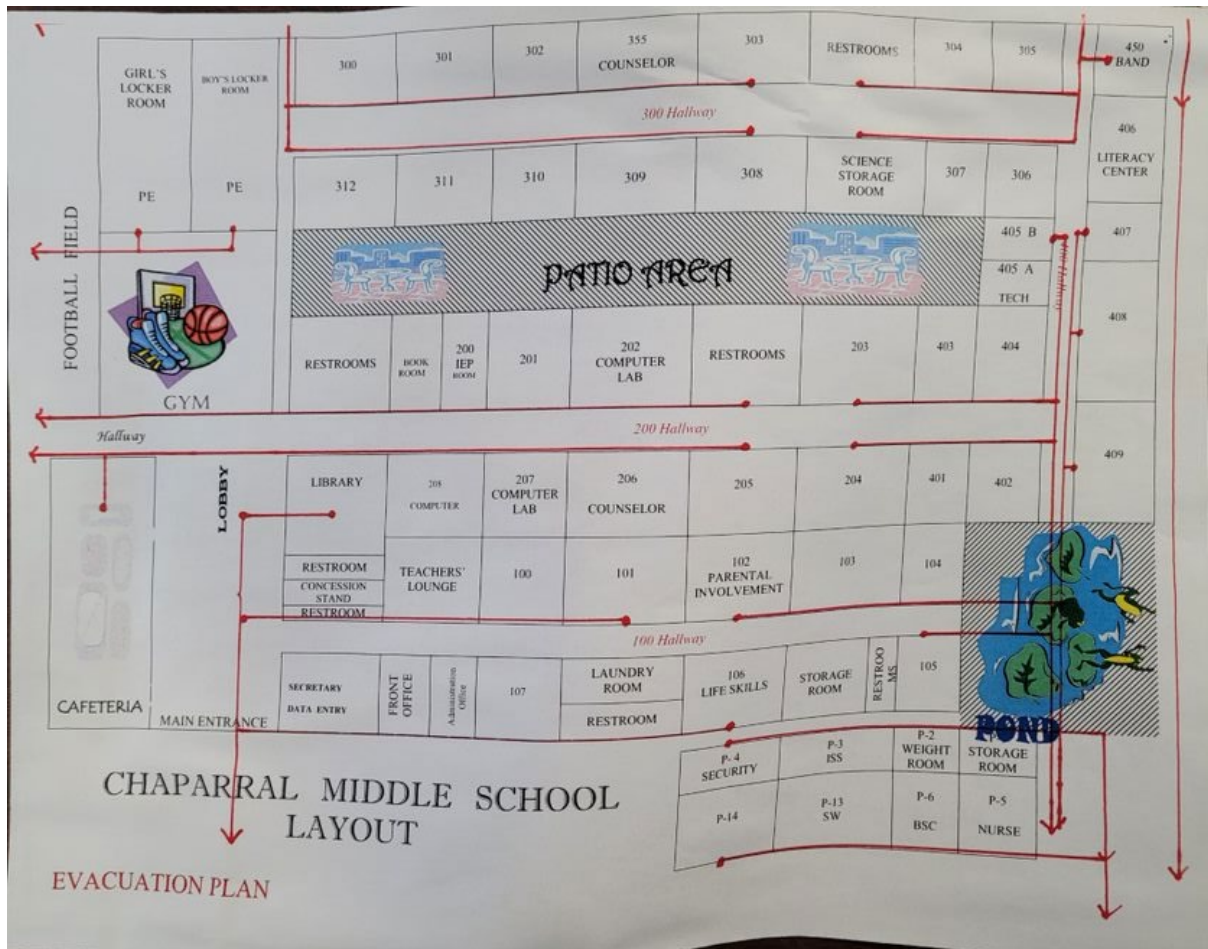 300
301
302
355
COUNSELOR
303
RESTROOMS
304
305
450
BAND
GIRL'S
LOCKER
ROOM
PE
BOY'S LOCKER
ROOM
PE
300 Hallway
406
LITERACY
CENTER
312
311
310
309
308
SCIENCE
STORAGE
ROOM
307
306
405 B
405 A
TECH
407
408
400 Hallway
FOOTBALL FIELD
PATIO AREA
GYM
RESTROOMS
BOOK
ROOM
200
IEP
ROOM
201
202
COMPUTER
LAB
RESTROOMS
203
403
404
Hallway
200 Hallway
409
LOBBY
LIBRARY
COMPUTER
207
COMPUTER
LAB
206
COUNSELOR
205
204
401
402
RESTROOM
CONCESSION
STAND
RESTROOM
TEACHERS'
LOUNGE
100
101
102
PARENTAL
INVOLVEMENT
103
104
100 Hallway
CAFETERIA
MAIN ENTRANCE
SECRETARY
DATA ENTRY
FRONT
OFFICE
Administration
Office
107
LAUNDRY
ROOM
RESTROOM
106
LIFE SKILLS
STORAGE
ROOM
RESTROO
MS
105
POND
P-4
SECURITY
P-3
ISS
P-2
WEIGHT
ROOM
STORAGE
ROOM
P-14
P-13
SW
P-6
BSC
P-5
NURSE
CHAPARRAL MIDDLE SCHOOL
LAYOUT
EVACUATION PLAN